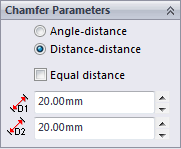 Chamfer Parameters
Angle-distance
Distance-distance
Equal distance
D1 20.00mm
D2 20.00mm